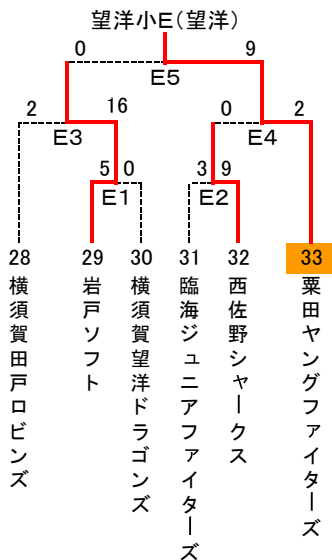 望洋小E(望洋)
0 9
E5
2 16 0 2
E3 E4
5 0 3 9
E1 E2
28 29 30 31 32 33
横須賀田戸ロビンズ
岩戸ソフト
横須賀望洋ドラゴンズ
臨海ジュニアファイターズ
西佐野シャークス
粟田ヤングファイターズ